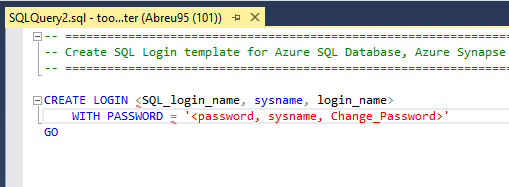 SQLQuery2.sql - too...ter (Abreu95 (101))
-- ==================================================
-- Create SQL Login template for Azure SQL Database, Azure Synapse
-- ==================================================
CREATE LOGIN <SQL_login_name, sysname, login_name>
WITH PASSWORD = '<password, sysname, Change_Password>'
GO